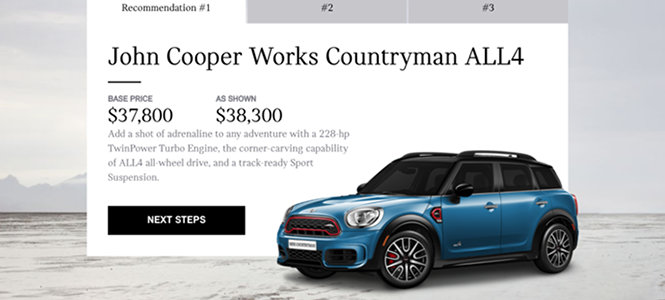 Recommendation #1
#2
#3
John Cooper Works Countryman ALL4
BASE PRICE
AS SHOWN
$37,800
$38,300
Add a shot of adrenaline to any adventure with a 228-hp
TwinPower Turbo Engine, the corner-carving capability
of ALL4 all-wheel drive, and a track-ready Sport
Suspension.
NEXT STEPS